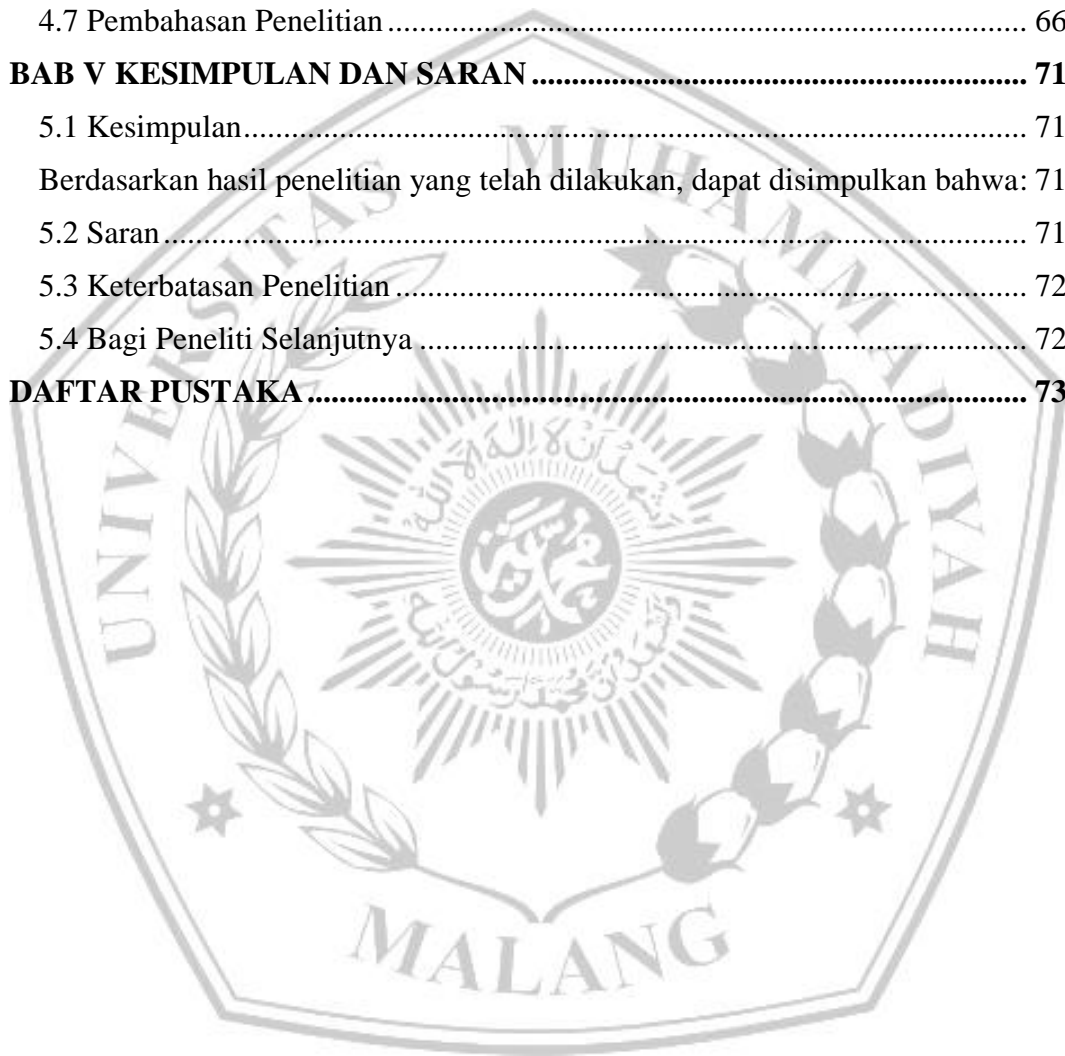 4.7 Pembahasan Penelitian ........ 66
BAB V KESIMPULAN DAN SARAN ........ 71
5.1 Kesimpulan ........ 71
Berdasarkan hasil penelitian yang telah dilakukan, dapat disimpulkan bahwa: 71
5.2 Saran ........ 71
5.3 Keterbatasan Penelitian ........ 72
5.4 Bagi Peneliti Selanjutnya ........ 72
DAFTAR PUSTAKA ........ 73
UNIVERSITAS MUHAMMADIYAH
MALANG